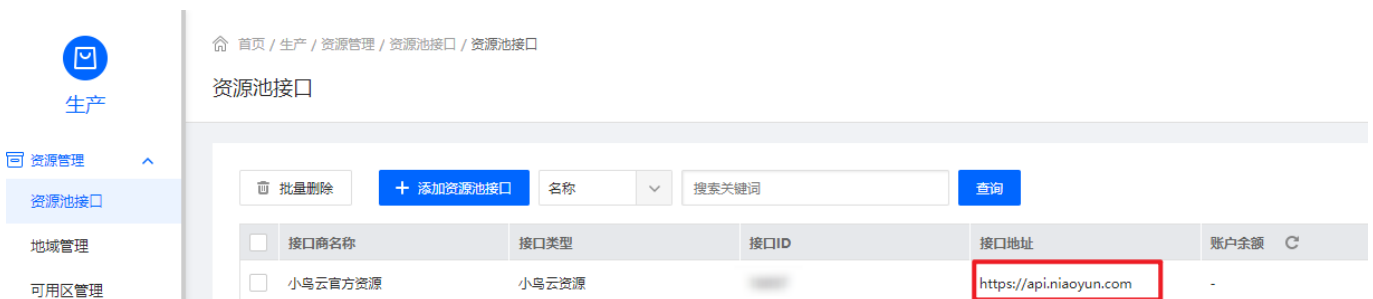 首页 / 生产 / 资源管理 / 资源池接口 / 资源池接口
生产
资源池接口
资源管理
资源池接口
地域管理
可用区管理
批量删除 添加资源池接口 名称 搜索关键词 查询
接口商名称 接口类型 接口ID 接口地址 账户余额
小鸟云官方资源 小鸟云资源 https://api.niaoyun.com -